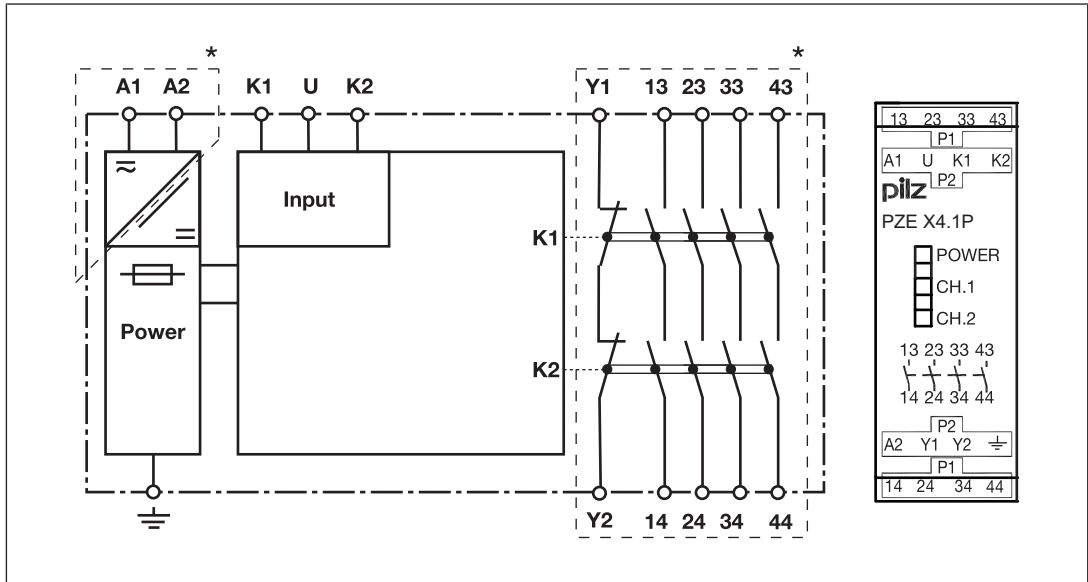 *
*
A1 A2 K1 U K2 Y1 13 23 33 43
Input
K1
Power
K2
Y2 14 24 34 44
13 23 33 43
P1
A1 U K1 K2
P2
pilz
PZE X4.1P
POWER
CH.1
CH.2
13 23 33 43
14 24 34 44
P2
A2 Y1 Y2
P1
14 24 34 44